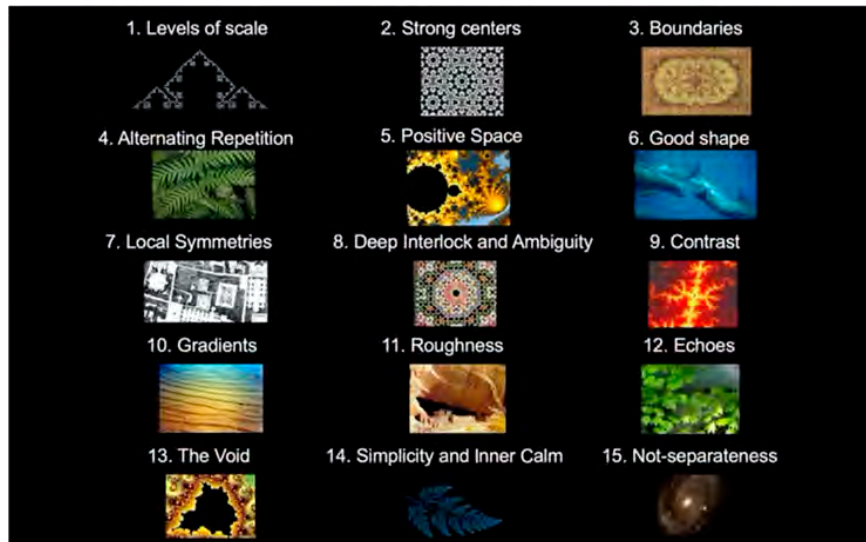 1. Levels of scale
2. Strong centers
3. Boundaries
4. Alternating Repetition
5. Positive Space
6. Good shape
7. Local Symmetries
8. Deep Interlock and Ambiguity
9. Contrast
10. Gradients
11. Roughness
12. Echoes
13. The Void
14. Simplicity and Inner Calm
15. Not-separateness